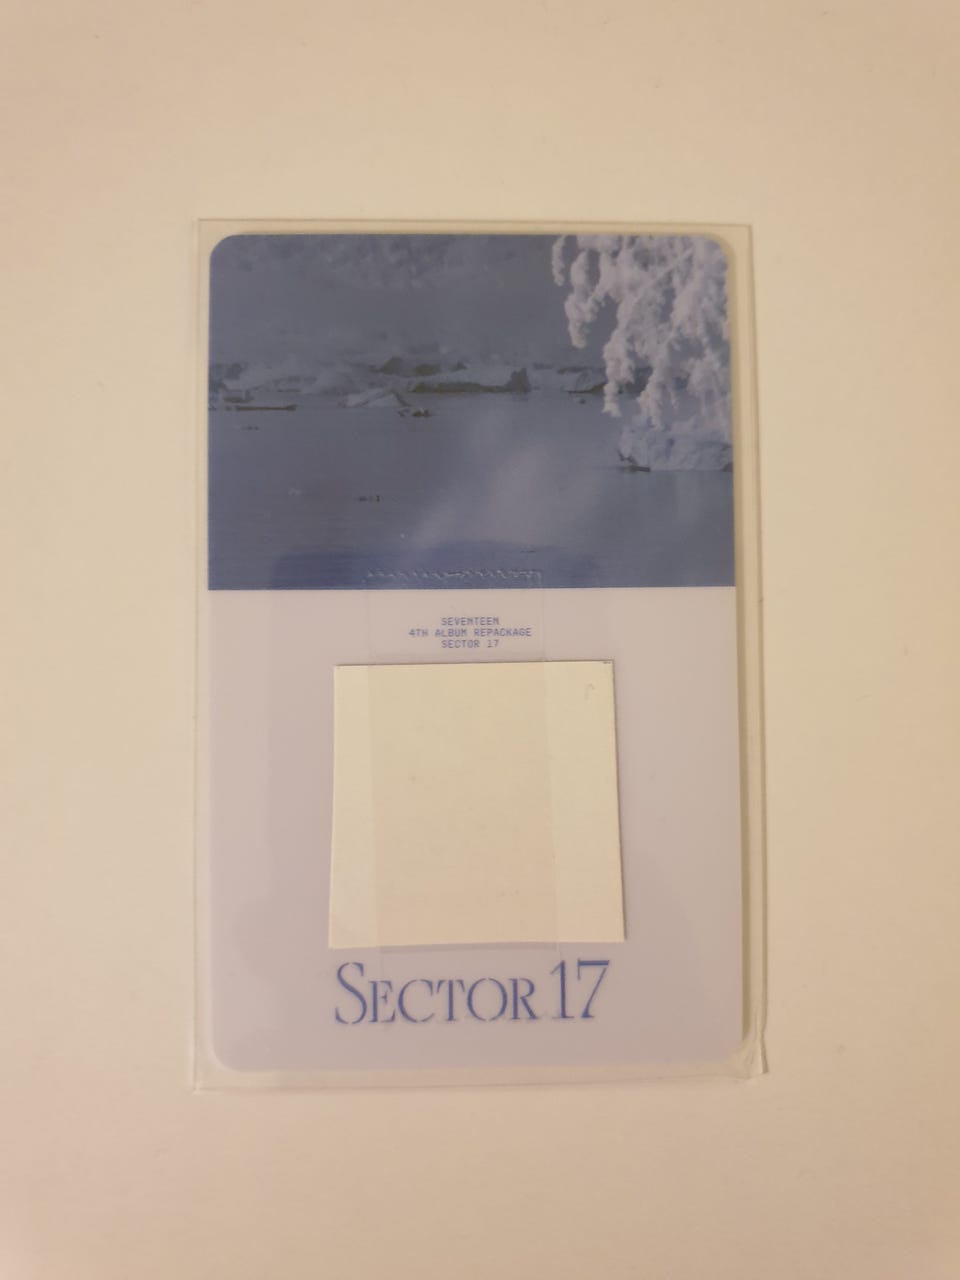 SEVENTEEN
4TH ALBUM REPACKAGE
SECTOR 17
SECTOR 17